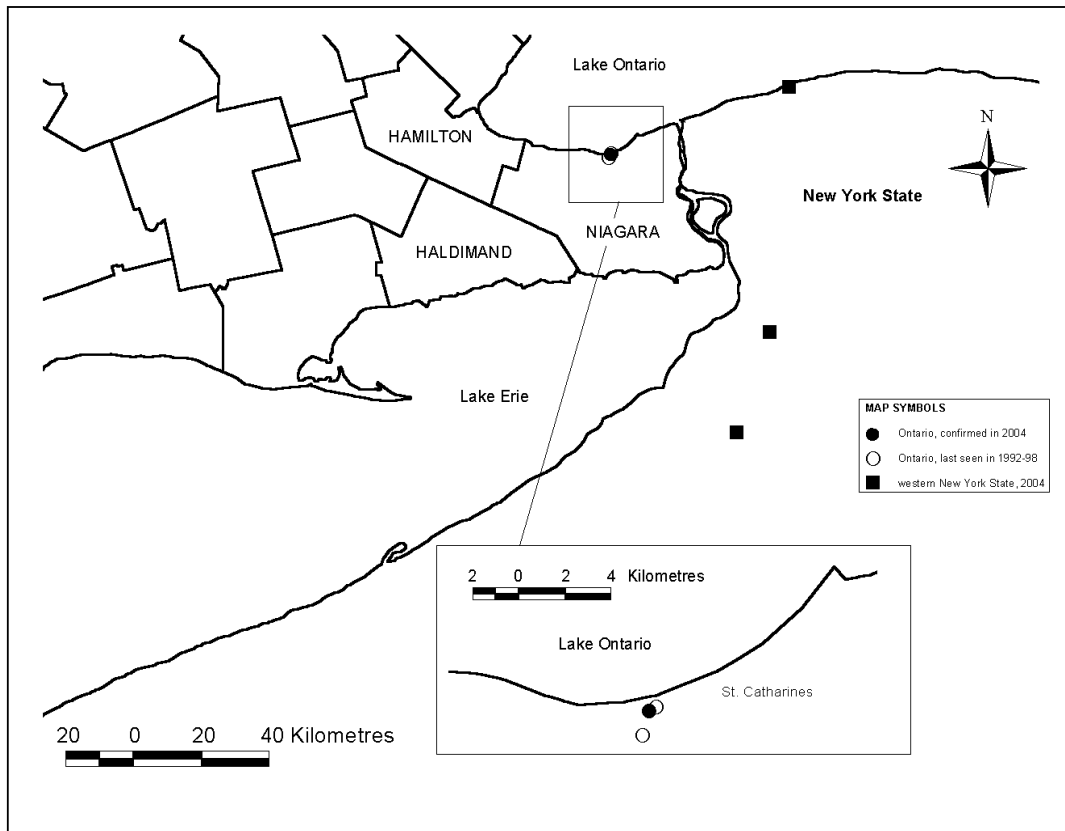 Lake Ontario
N
HAMILTON
New York State
NIAGARA
HALDIMAND
Lake Erie
MAP SYMBOLS
Ontario, confirmed in 2004
Ontario, last seen in 1992-98
western New York State, 2004
2 0 2 4 Kilometres
Lake Ontario
St. Catharines
20 0 20 40 Kilometres